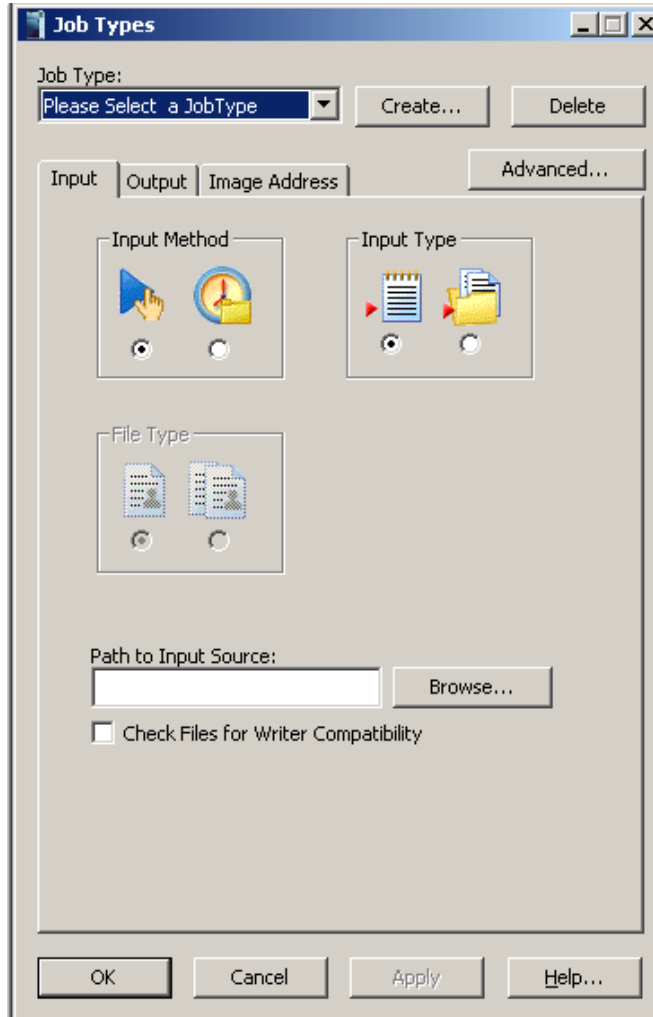 Job Types
Job Type:
Please Select a JobType
Create...
Delete
Advanced...
Input
Output
Image Address
Input Method
Input Type
File Type
Path to Input Source:
Browse...
Check Files for Writer Compatibility
OK
Cancel
Apply
Help...